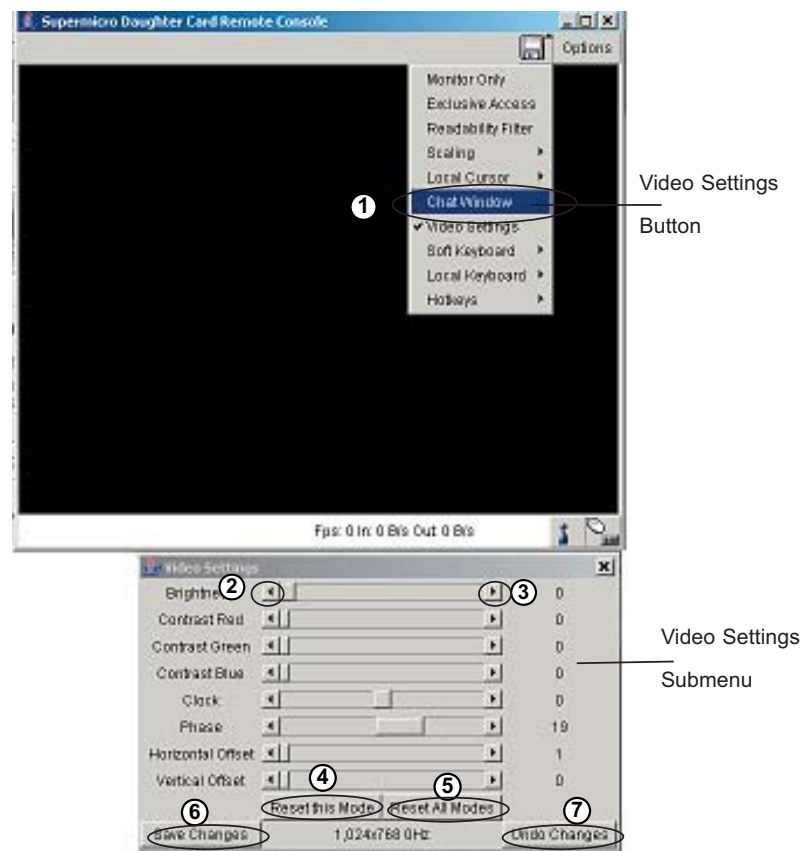 Supermicro Daughter Card Remote Console
Options
Monitor Only
Exclusive Access
Readability Filter
Scaling
Local Cursor
Video Settings
1
Chat Window
Button
Video Settings
Soft Keyboard
Local Keyboard
Hotkeys
Fps: 0 In: 0 B/s Out: 0 B/s
Video Settings
2
3
0
Contrast Red 0
Contrast Green 0
Contrast Blue 0
Video Settings
Submenu
Clock 0
Phase 19
Horizontal Offset 1
Vertical Offset 0
4
5
Reset this Mode Reset All Modes
6
7
Save Changes 1,024x768 0Hz Undo Changes